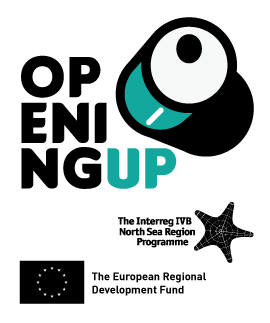 OP
ENI
NGUP
The Interreg IVB
North Sea Region
Programme
The European Regional
Development Fund